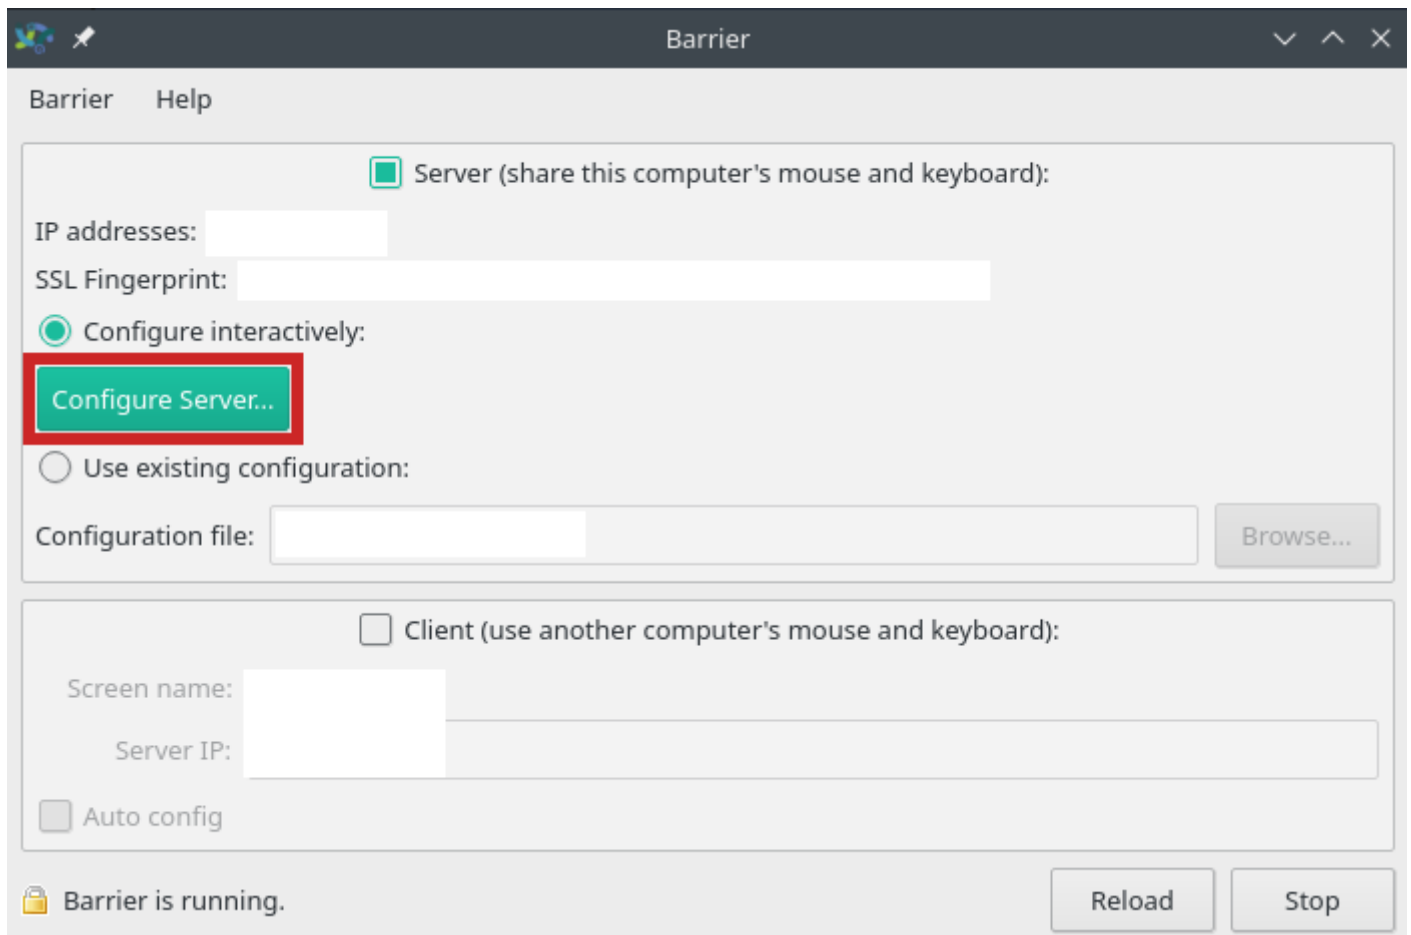 Barrier
Barrier Help
Server (share this computer's mouse and keyboard):
IP addresses:
SSL Fingerprint:
Configure interactively:
Configure Server...
Use existing configuration:
Configuration file: Browse...
Client (use another computer's mouse and keyboard):
Screen name:
Server IP:
Auto config
Barrier is running. Reload Stop